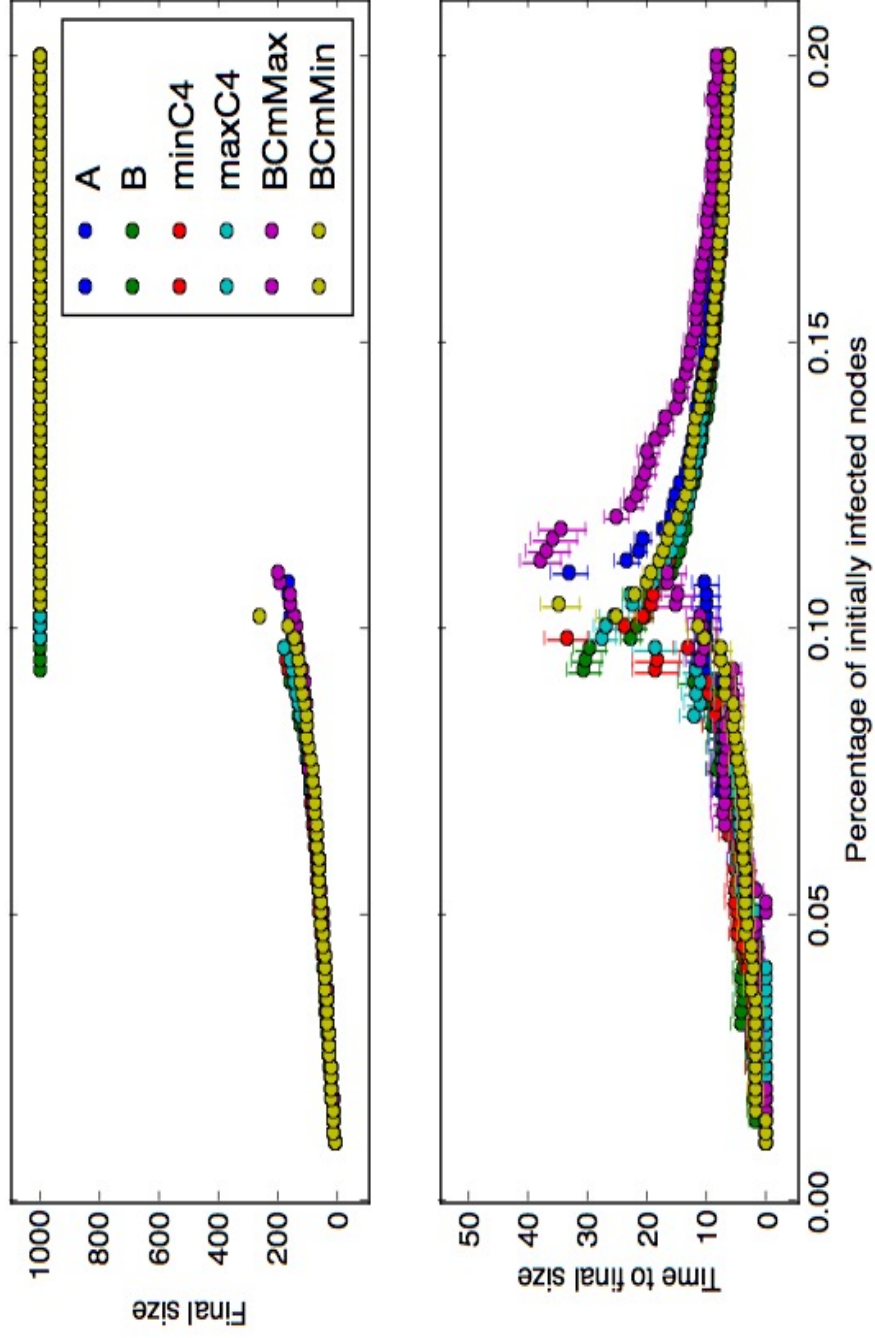 Final size
1000
800
600
400
200
0
A
B
minC4
maxC4
BCmMax
BCmMin
Time to final size
50
40
30
20
10
0
0.00
0.05
0.10
0.15
0.20
Percentage of initially infected nodes